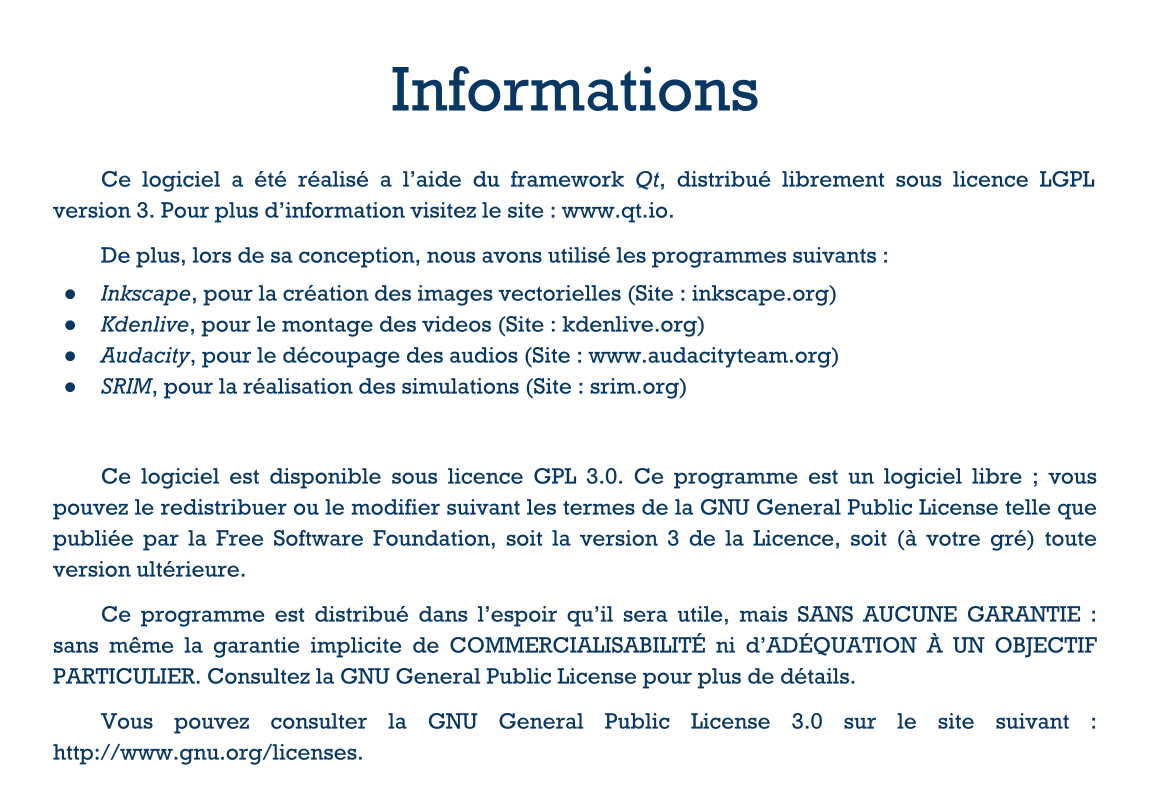 Informations
Ce logiciel a été réalisé a l’aide du framework Qt, distribué librement sous licence LGPL
version 3. Pour plus d’information visitez le site : www.qt.io.
De plus, lors de sa conception, nous avons utilisé les programmes suivants :
● Inkscape, pour la création des images vectorielles (Site : inkscape.org)
● Kdenlive, pour le montage des videos (Site : kdenlive.org)
● Audacity, pour le découpage des audios (Site : www.audacityteam.org)
● SRIM, pour la réalisation des simulations (Site : srim.org)
Ce logiciel est disponible sous licence GPL 3.0. Ce programme est un logiciel libre ; vous
pouvez le redistribuer ou le modifier suivant les termes de la GNU General Public License telle que
publiée par la Free Software Foundation, soit la version 3 de la Licence, soit (à votre gré) toute
version ultérieure.
Ce programme est distribué dans l’espoir qu’il sera utile, mais SANS AUCUNE GARANTIE :
sans même la garantie implicite de COMMERCIALISABILITÉ ni d’ADÉQUATION À UN OBJECTIF
PARTICULIER. Consultez la GNU General Public License pour plus de détails.
Vous pouvez consulter la GNU General Public License 3.0 sur le site suivant :
http://www.gnu.org/licenses.